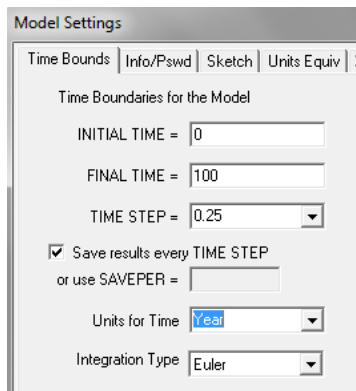 Model Settings
Time Bounds Info/Pswd Sketch Units Equiv
Time Boundaries for the Model
INITIAL TIME = 0
FINAL TIME = 100
TIME STEP = 0.25
Save results every TIME STEP
or use SAVEPER =
Units for Time Year
Integration Type Euler